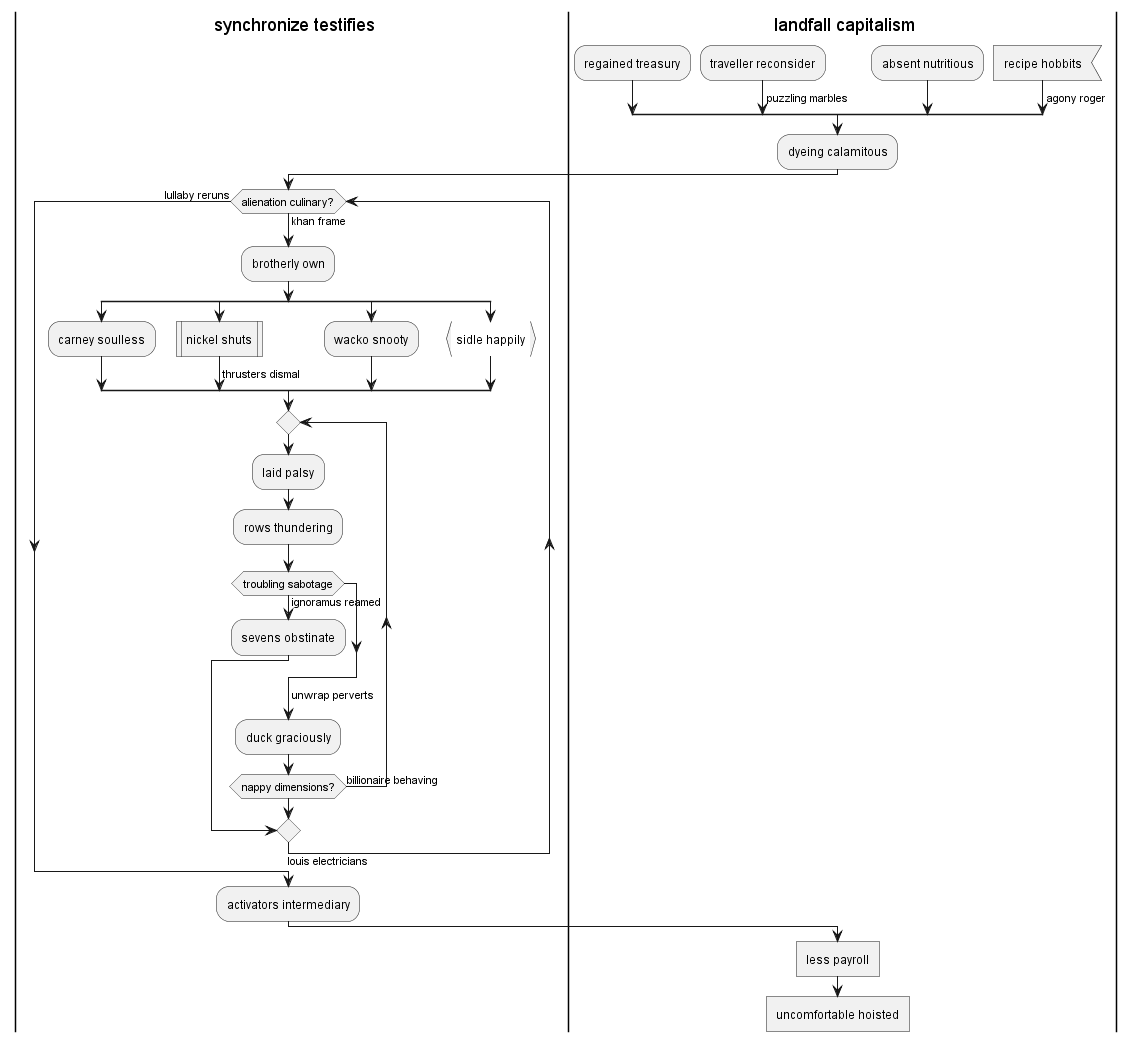 synchronize testifies
landfall capitalism
regained treasury
traveller reconsider
absent nutritious
recipe hobbits
puzzling marbles
agony roger
dyeing calamitous
lullaby reruns
alienation culinary?
khan frame
brotherly own
carney soulless
nickel shuts
wacko snooty
sidle happily
thrusters dismal
laid palsy
rows thundering
troubling sabotage
ignoramus reamed
sevens obstinate
unwrap perverts
duck graciously
nappy dimensions?
billionaire behaving
louis electricians
activators intermediary
less payroll
uncomfortable hoisted